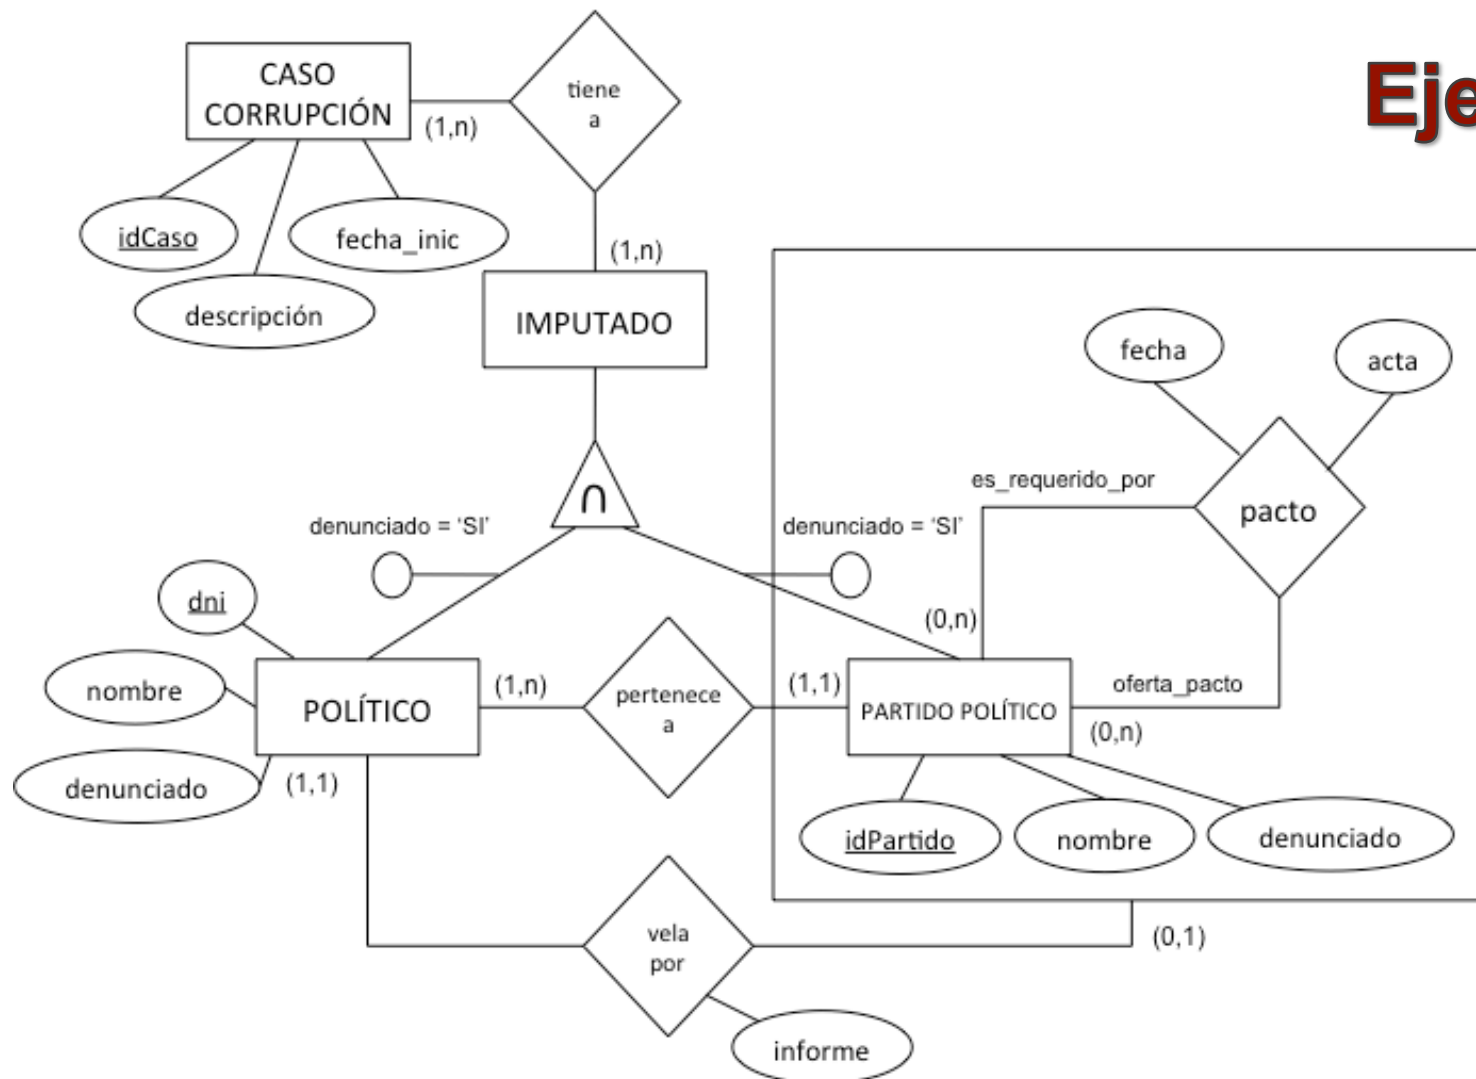 CASO
CORRUPCIÓN
tiene
a
Eje
(1,n)
idCaso
fecha_inic
descripción
(1,n)
IMPUTADO
fecha
acta
es_requerido_por
pacto
∩
denunciado = ‘SI’
denunciado = ‘SI’
dni
(0,n)
nombre
POLÍTICO
(1,n)
pertenece
a
(1,1)
PARTIDO POLÍTICO
oferta_pacto
(0,n)
denunciado
(1,1)
idPartido
nombre
denunciado
vela
por
(0,1)
informe